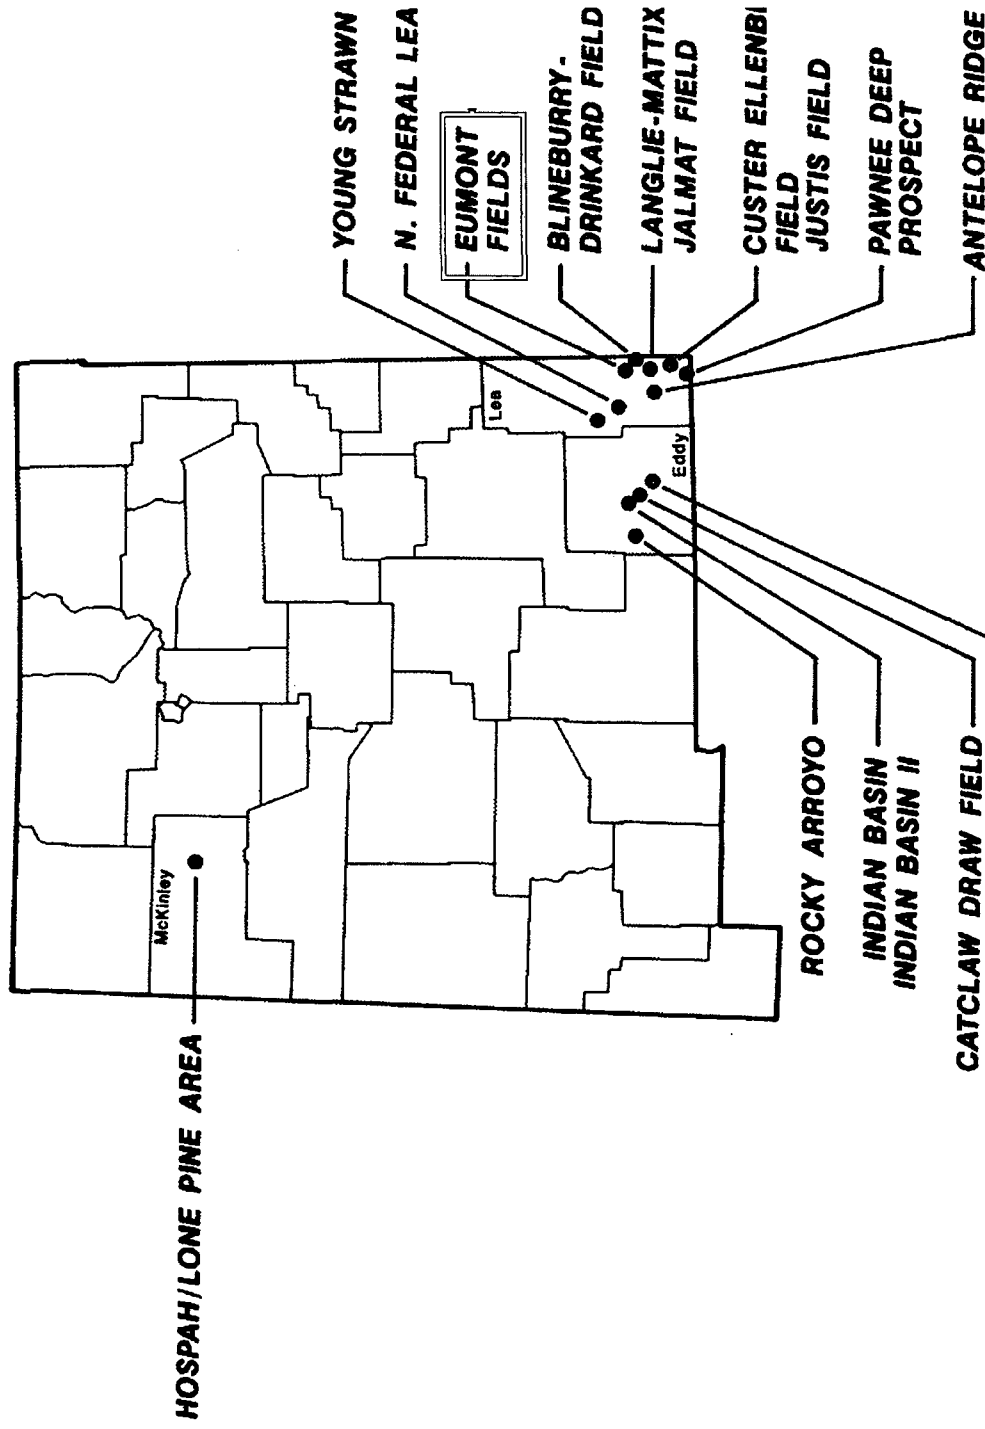 HOSPAH/LONE PINE AREA
McKinley
Lea
Eddy
YOUNG STRAWN
N. FEDERAL LEA
EUMONT
FIELDS
BLINEBURRY-
DRINKARD FIELD
LANGLIE-MATTIX
JALMAT FIELD
CUSTER ELLENB
FIELD
JUSTIS FIELD
PAWNEE DEEP
PROSPECT
ANTELOPE RIDGE
ROCKY ARROYO
INDIAN BASIN
INDIAN BASIN II
CATCLAW DRAW FIELD